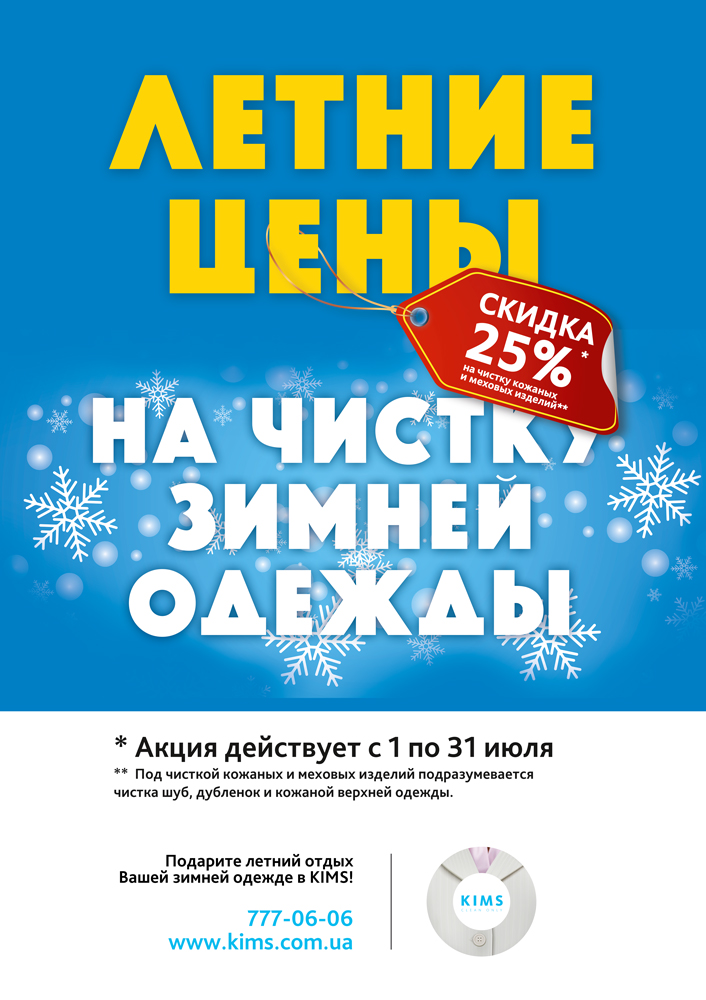 ЛЕТНИЕ
ЦЕНЫ
СКИДКА
25% *
на чистку кожаных
и меховых изделий**
НА ЧИСТКУ
ЗИМНЕЙ
ОДЕЖДЫ
* Акция действует с 1 по 31 июля
** Под чисткой кожаных и меховых изделий подразумевается
чистка шуб, дубленок и кожаной верхней одежды.
Подарите летний отдых
Вашей зимней одежде в KIMS!
777-06-06
www.kims.com.ua
KIMS